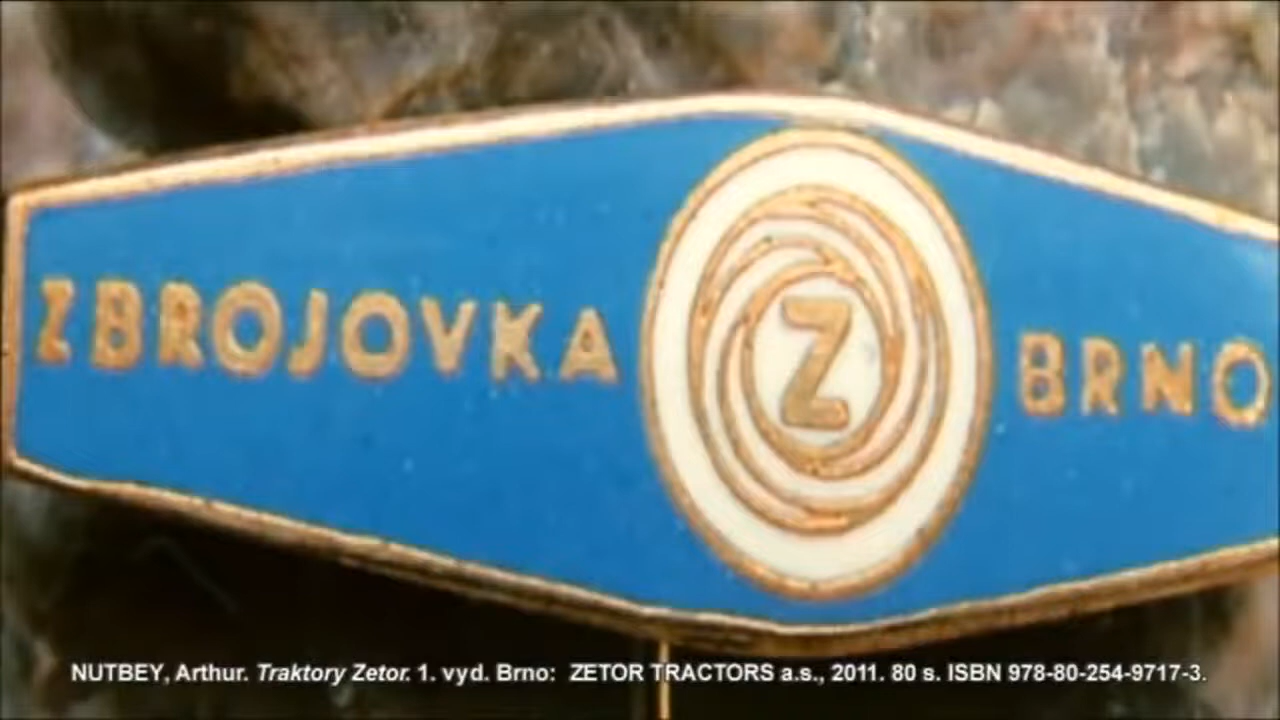 ZBROJOVKA Z BRNO
NUTBEY, Arthur. Traktory Zetor. 1. vyd. Brno: ZETOR TRACTORS a.s., 2011. 80 s. ISBN 978-80-254-9717-3.